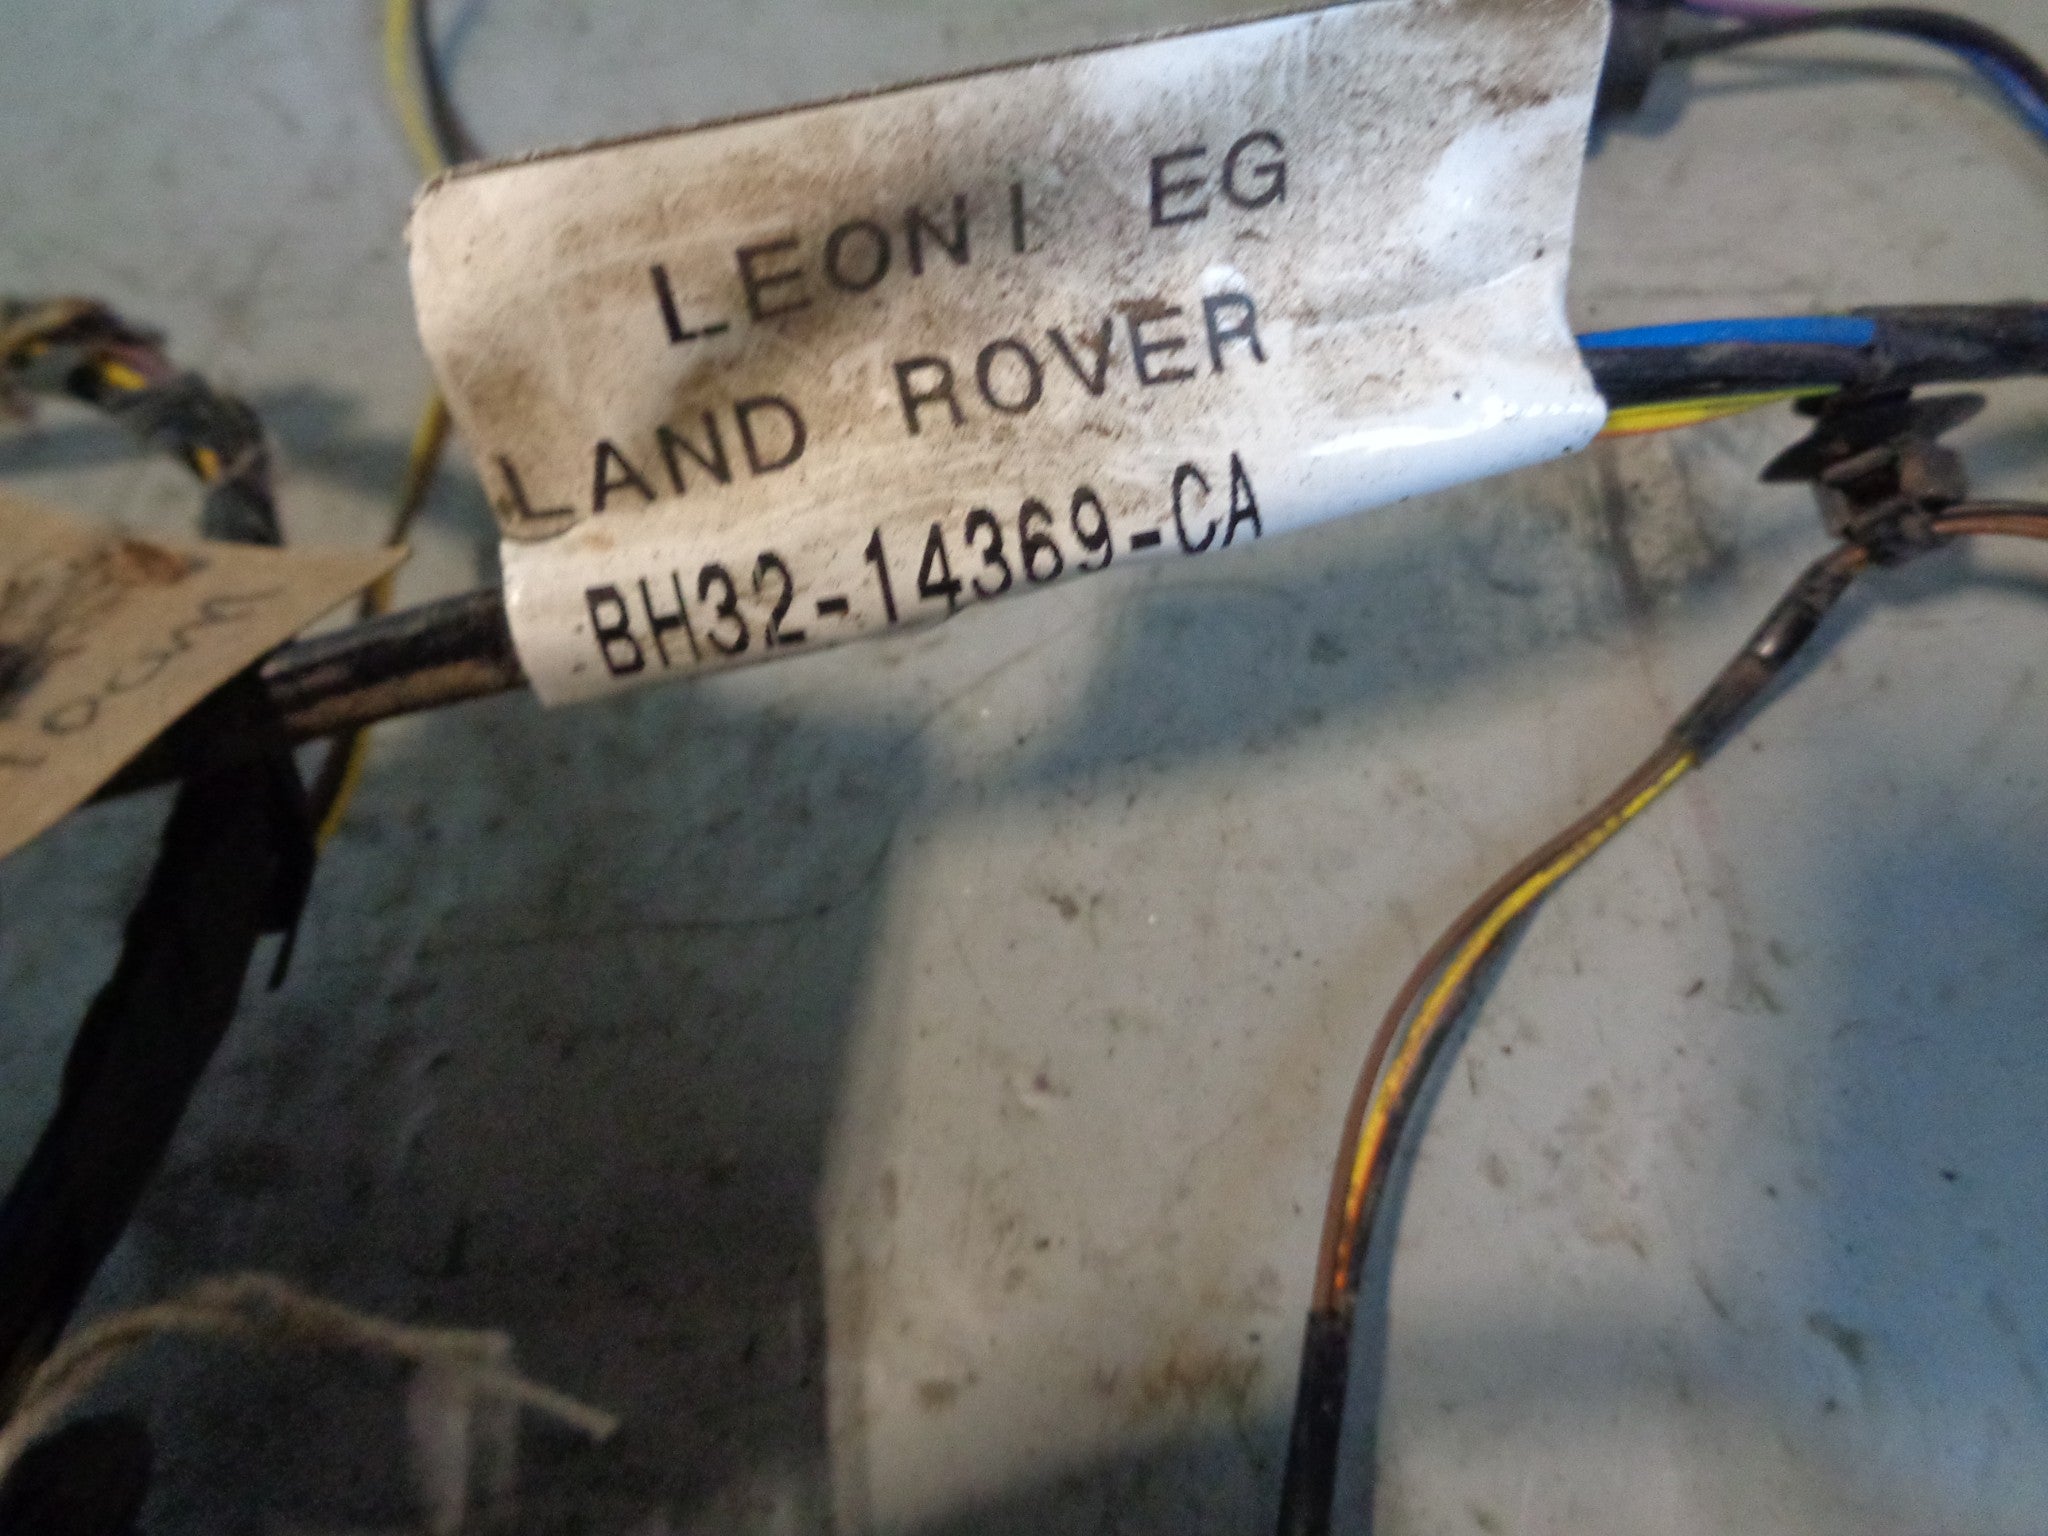 LEONI EG
LAND ROVER
BH32-14369-CA